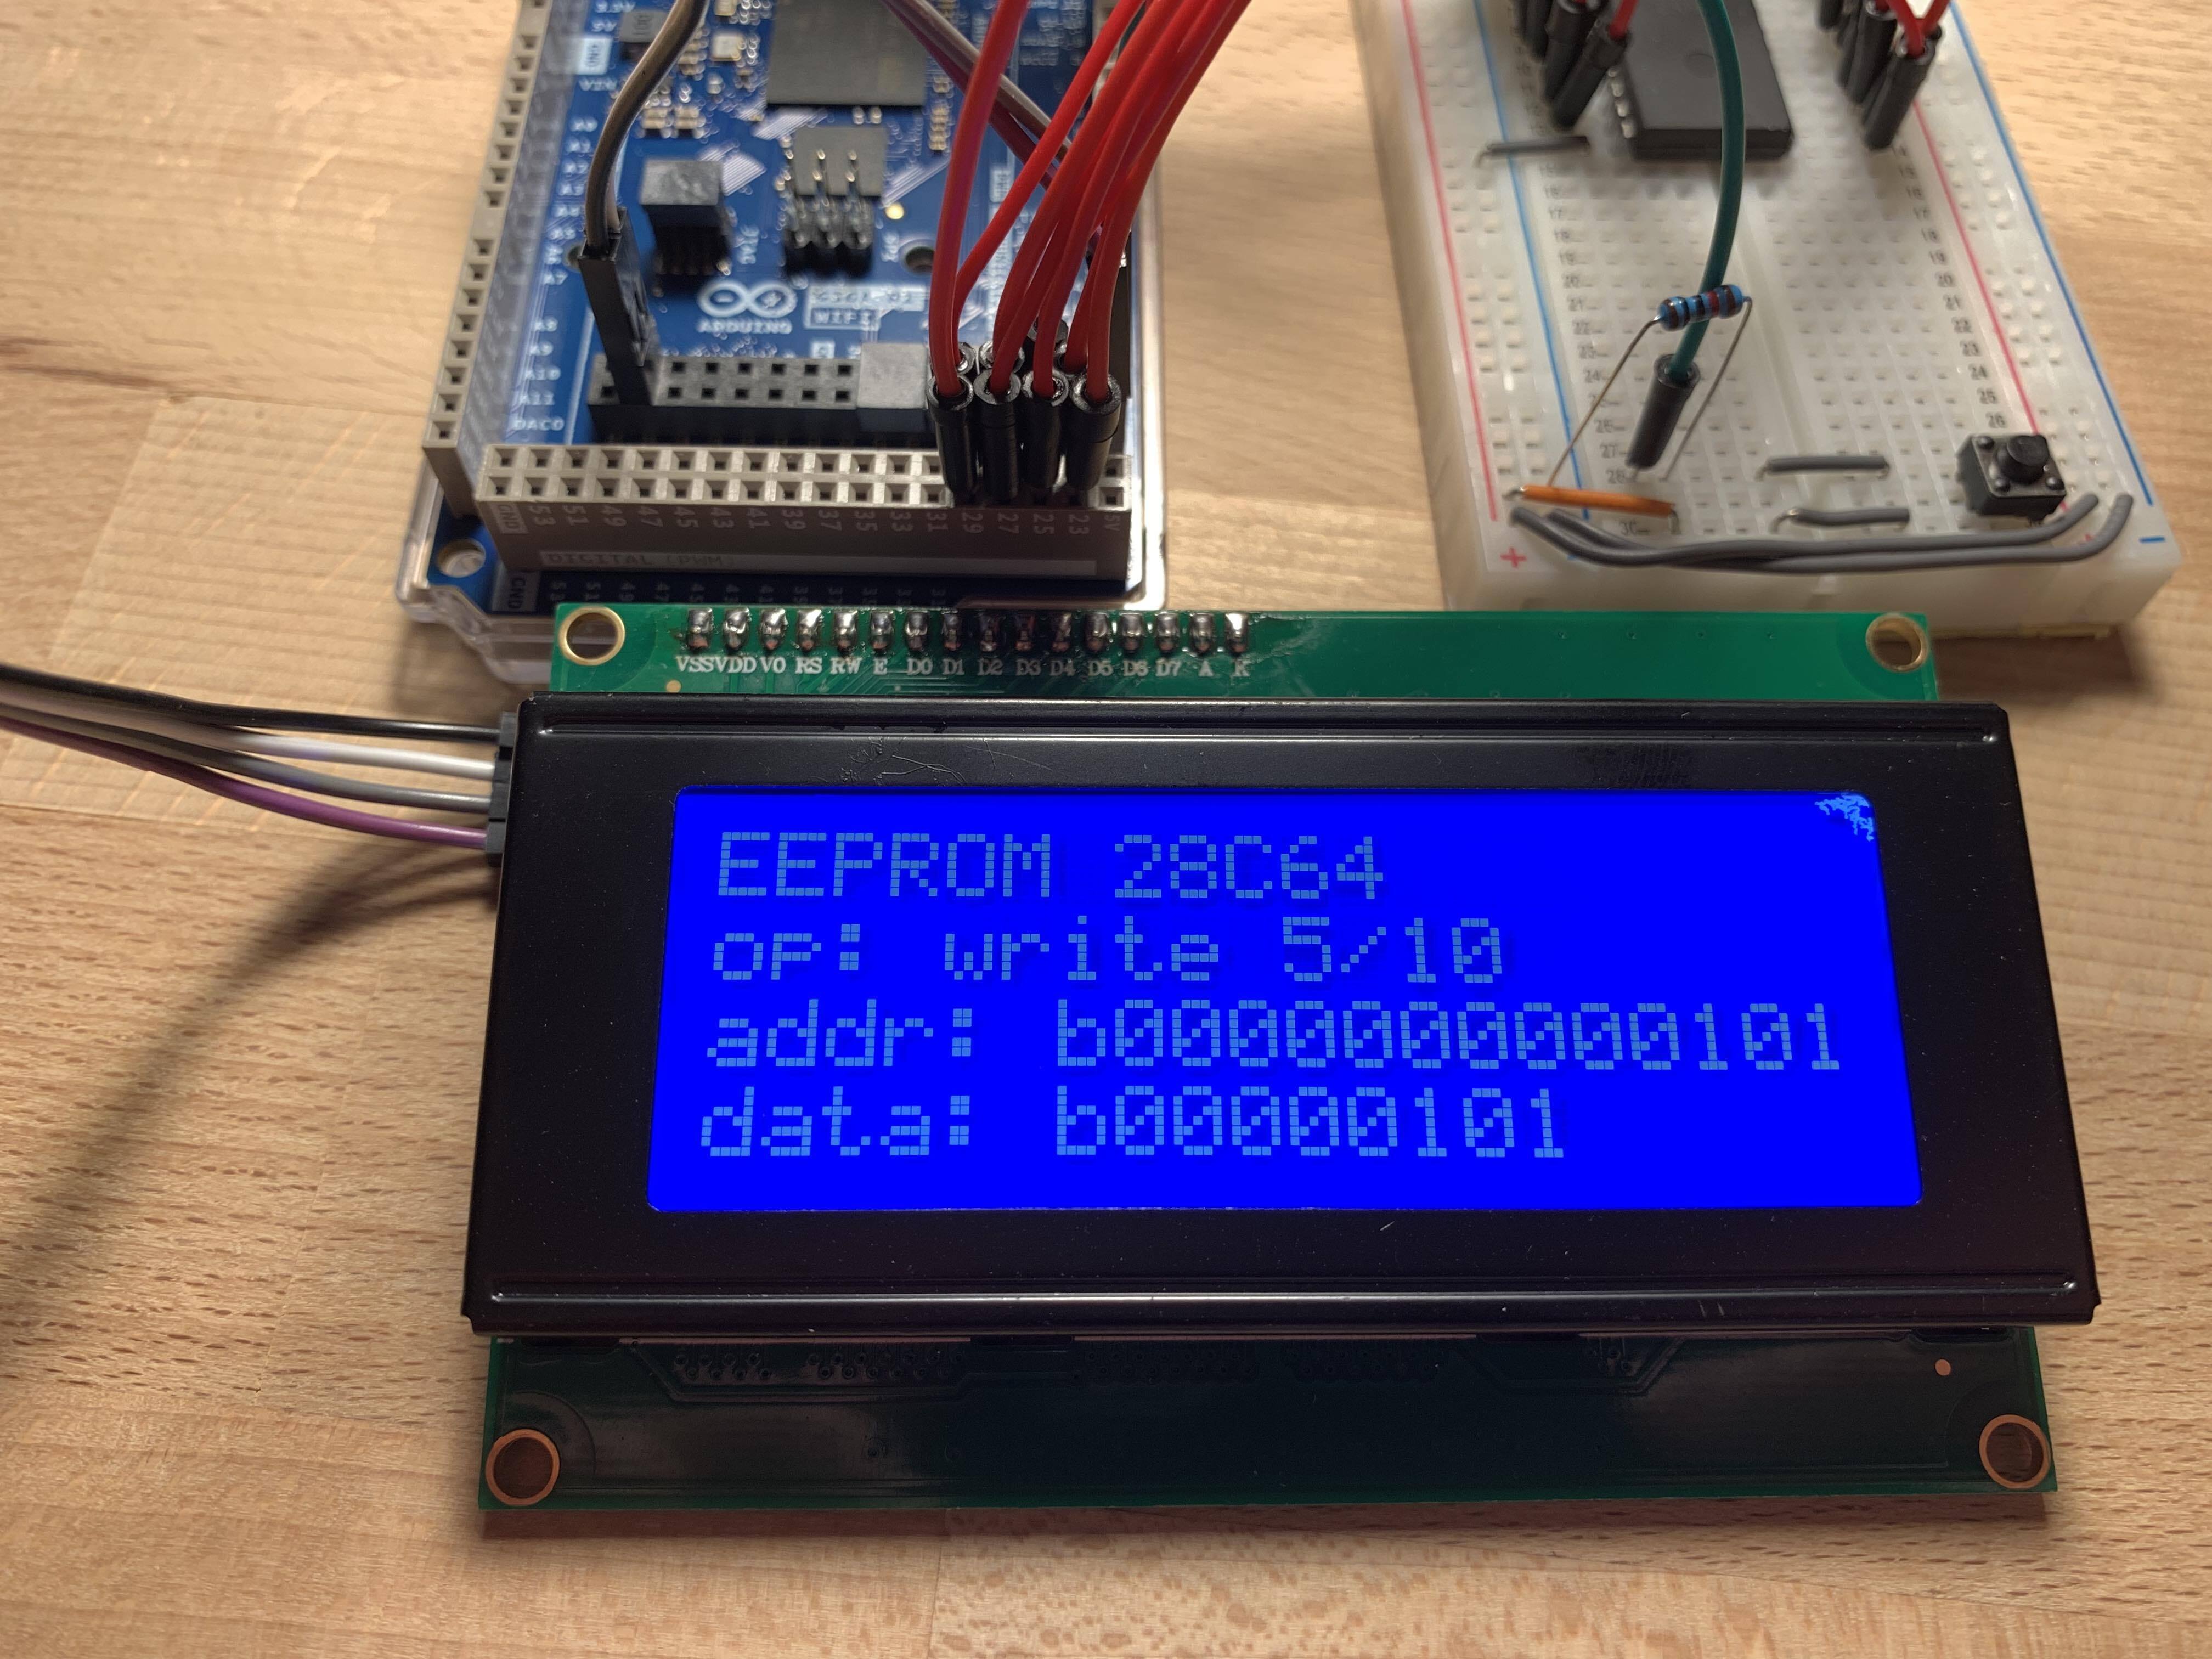 VIN
ARDUINO
WIFI
A7
A8
A9
A10
A11
DAC0
GND 53 51 49 47 45 43 41 39 37 35 33 31 29 27 25 23 5V
DIGITAL (PWM)
VSS VDD V0 RS RW E D0 D1 D2 D3 D4 D5 D6 D7 A K
EEPROM 28C64
op: write 5/10
addr: b0000000000101
data: b00000101